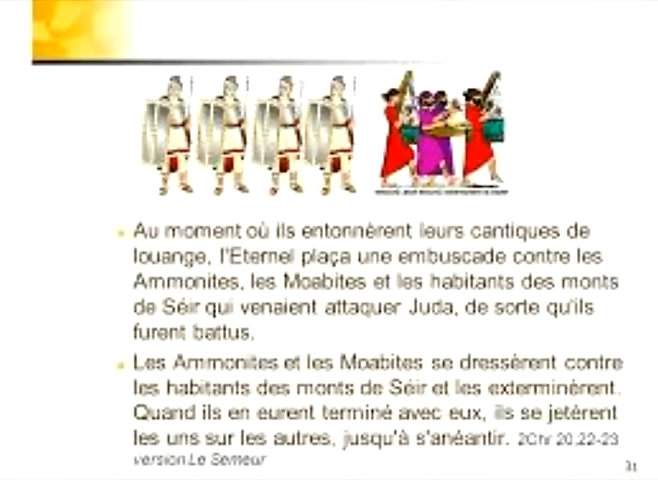 Au moment où ils entonnèrent leurs cantiques de
louange, l'Eternel plaça une embuscade contre les
Ammonites, les Moabites et les habitants des monts
de Séir qui venaient attaquer Juda, de sorte qu'ils
furent battus.
Les Ammonites et les Moabites se dressèrent contre
les habitants des monts de Séir et les exterminèrent.
Quand ils en eurent terminé avec eux, ils se jetèrent
les uns sur les autres, jusqu'à s'anéantir. 2Chr 20.22-23
version Le Semeur
31